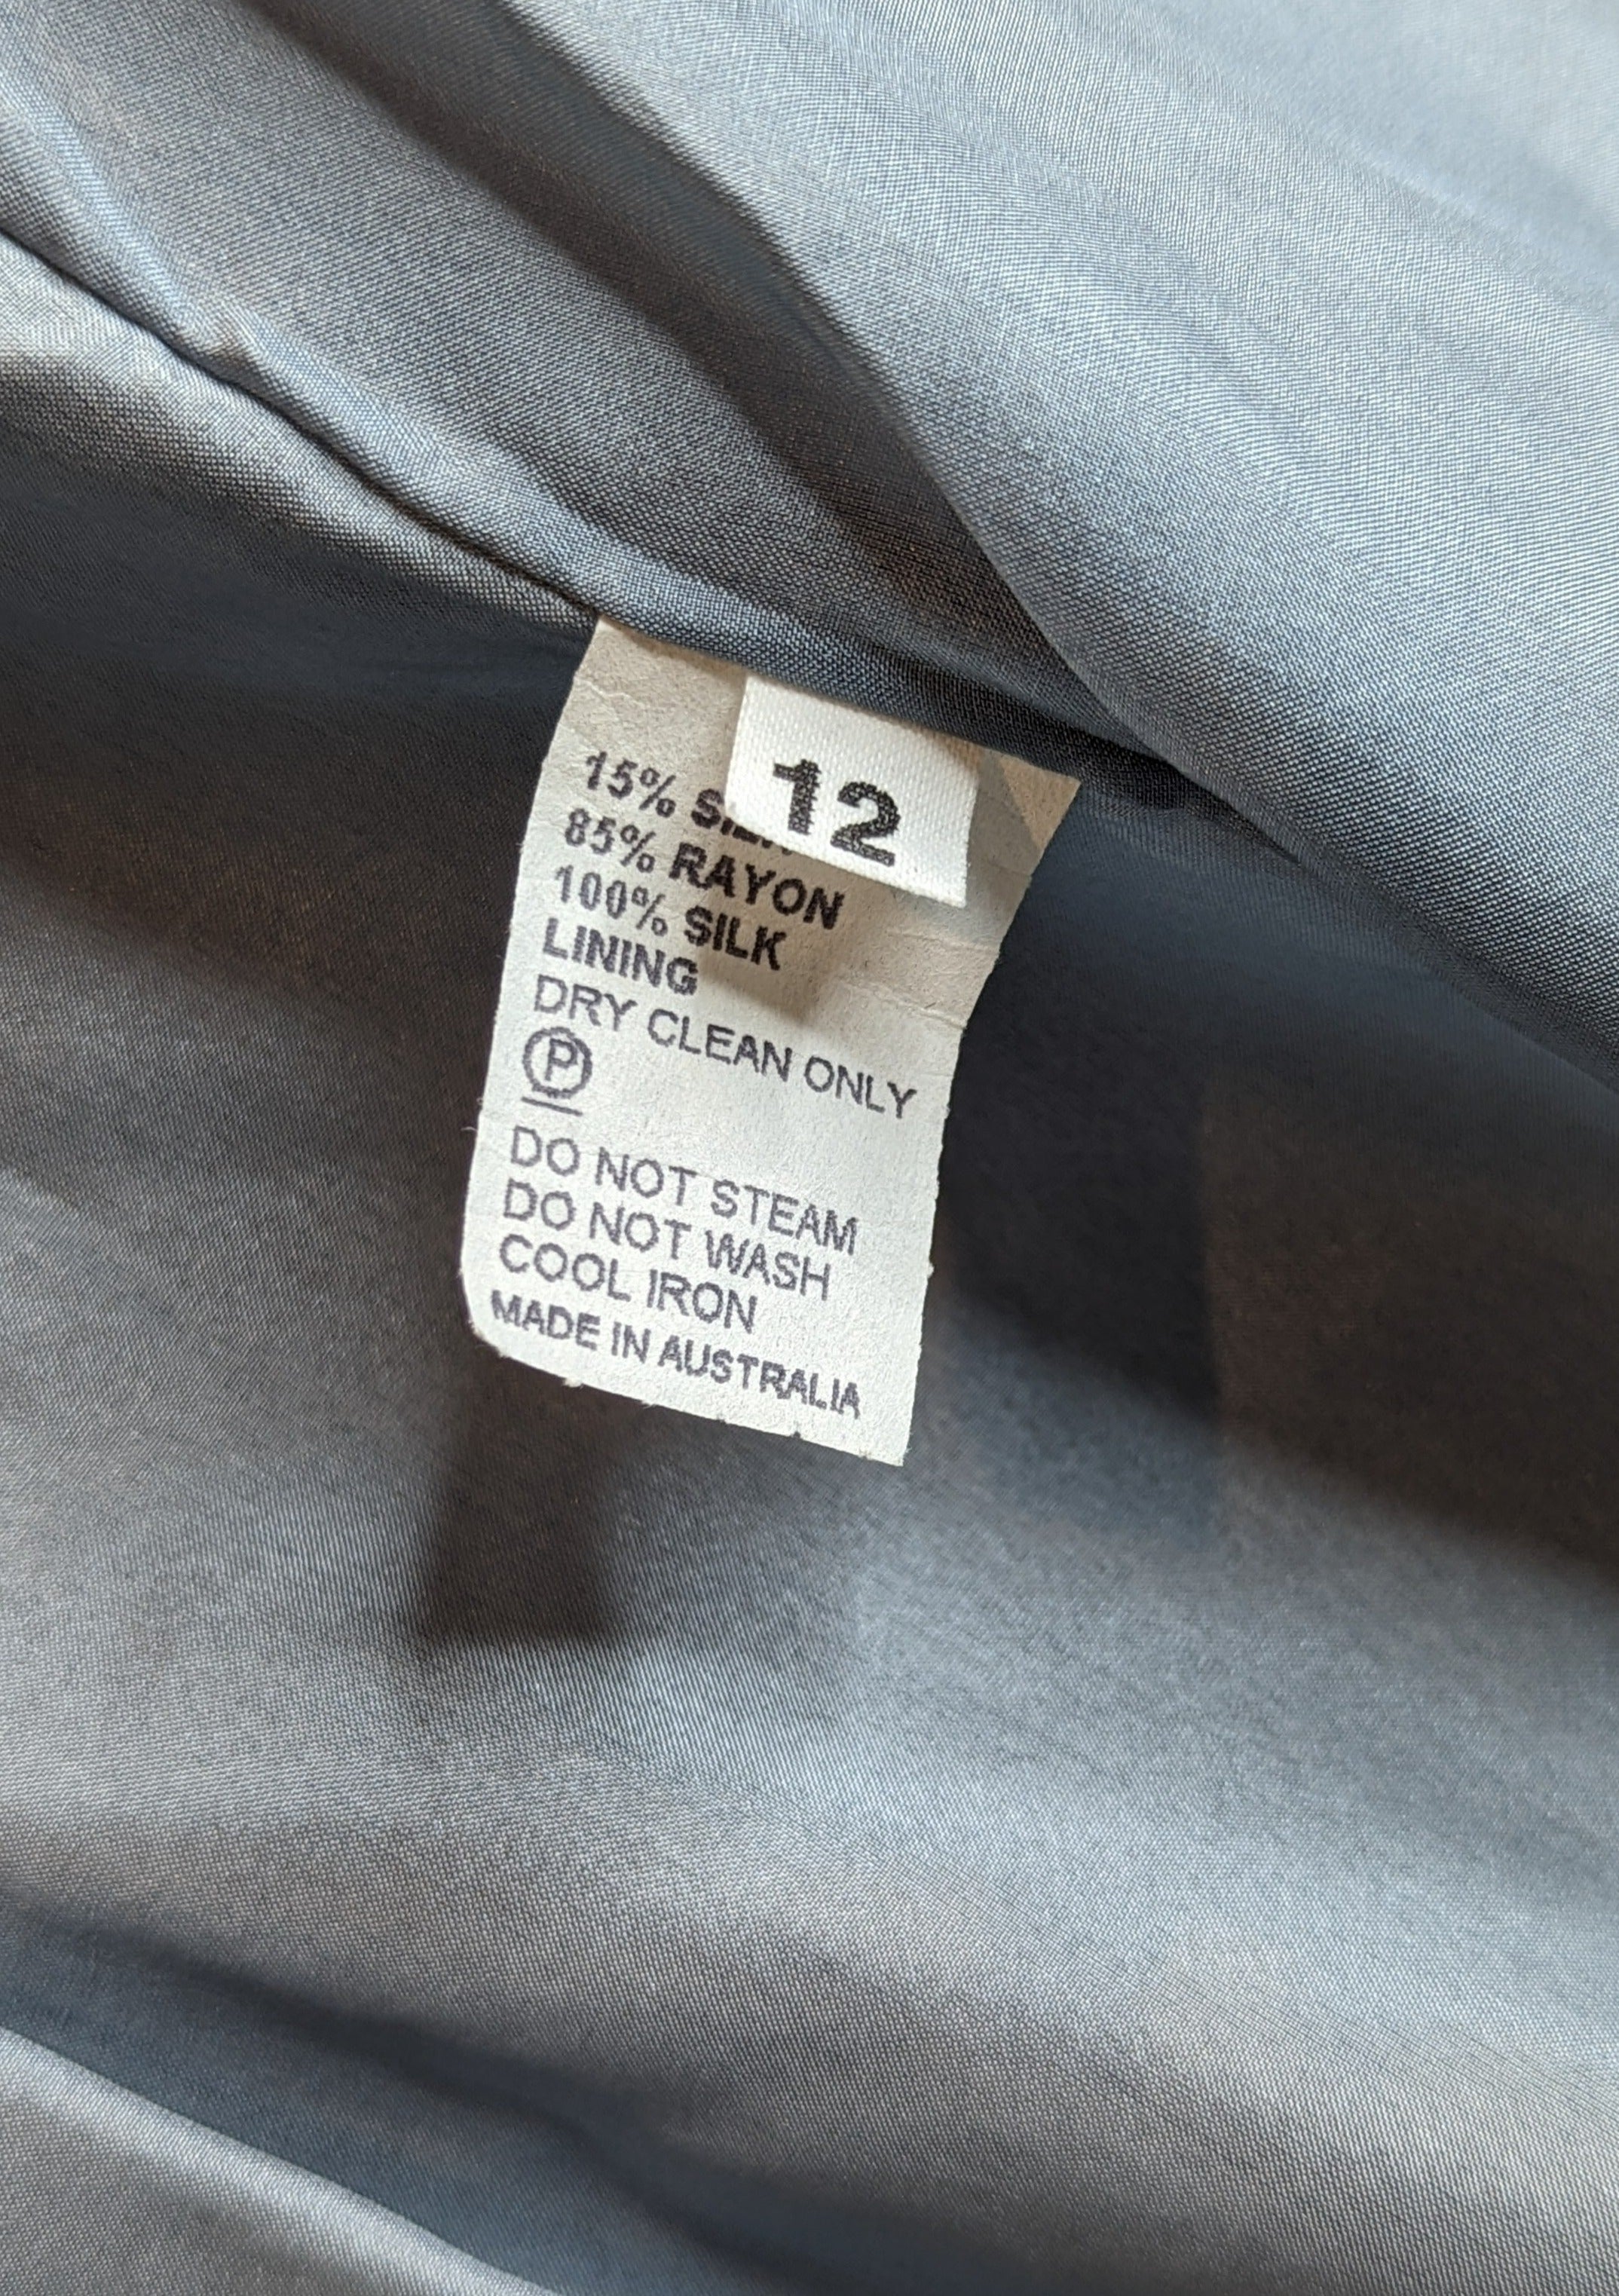 12
15% SILK
85% RAYON
100% SILK
LINING
DRY CLEAN ONLY
P
DO NOT STEAM
DO NOT WASH
COOL IRON
MADE IN AUSTRALIA